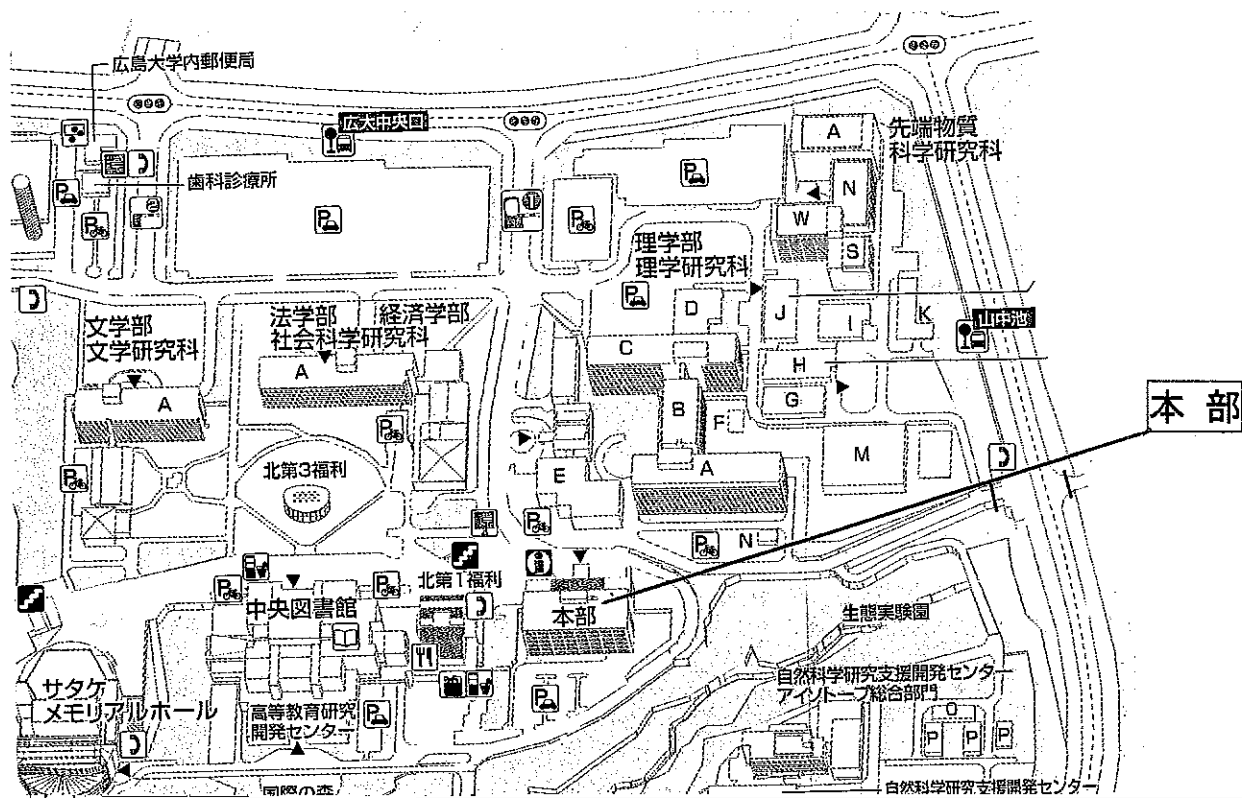 広島大学内郵便局
広大中央口
先端物質
科学研究科
A
N
W
S
歯科診療所
P
P
P
P
P
2
1
理学部
理学研究科
P
D
J
I
K
山中池
文学部
文学研究科
A
法学部
経済学部
社会科学研究科
A
C
H
G
B
F
M
本部
P
P
北第3福利
E
A
P
P
N
P
P
北第1福利
中央図書館
本部
生態実験園
サタケ
メモリアルホール
高等教育研究
開発センター
P
P
自然科学研究支援開発センター
アイソトープ総合部門
O
P
P
P
国際の森
自然科学研究支援開発センター